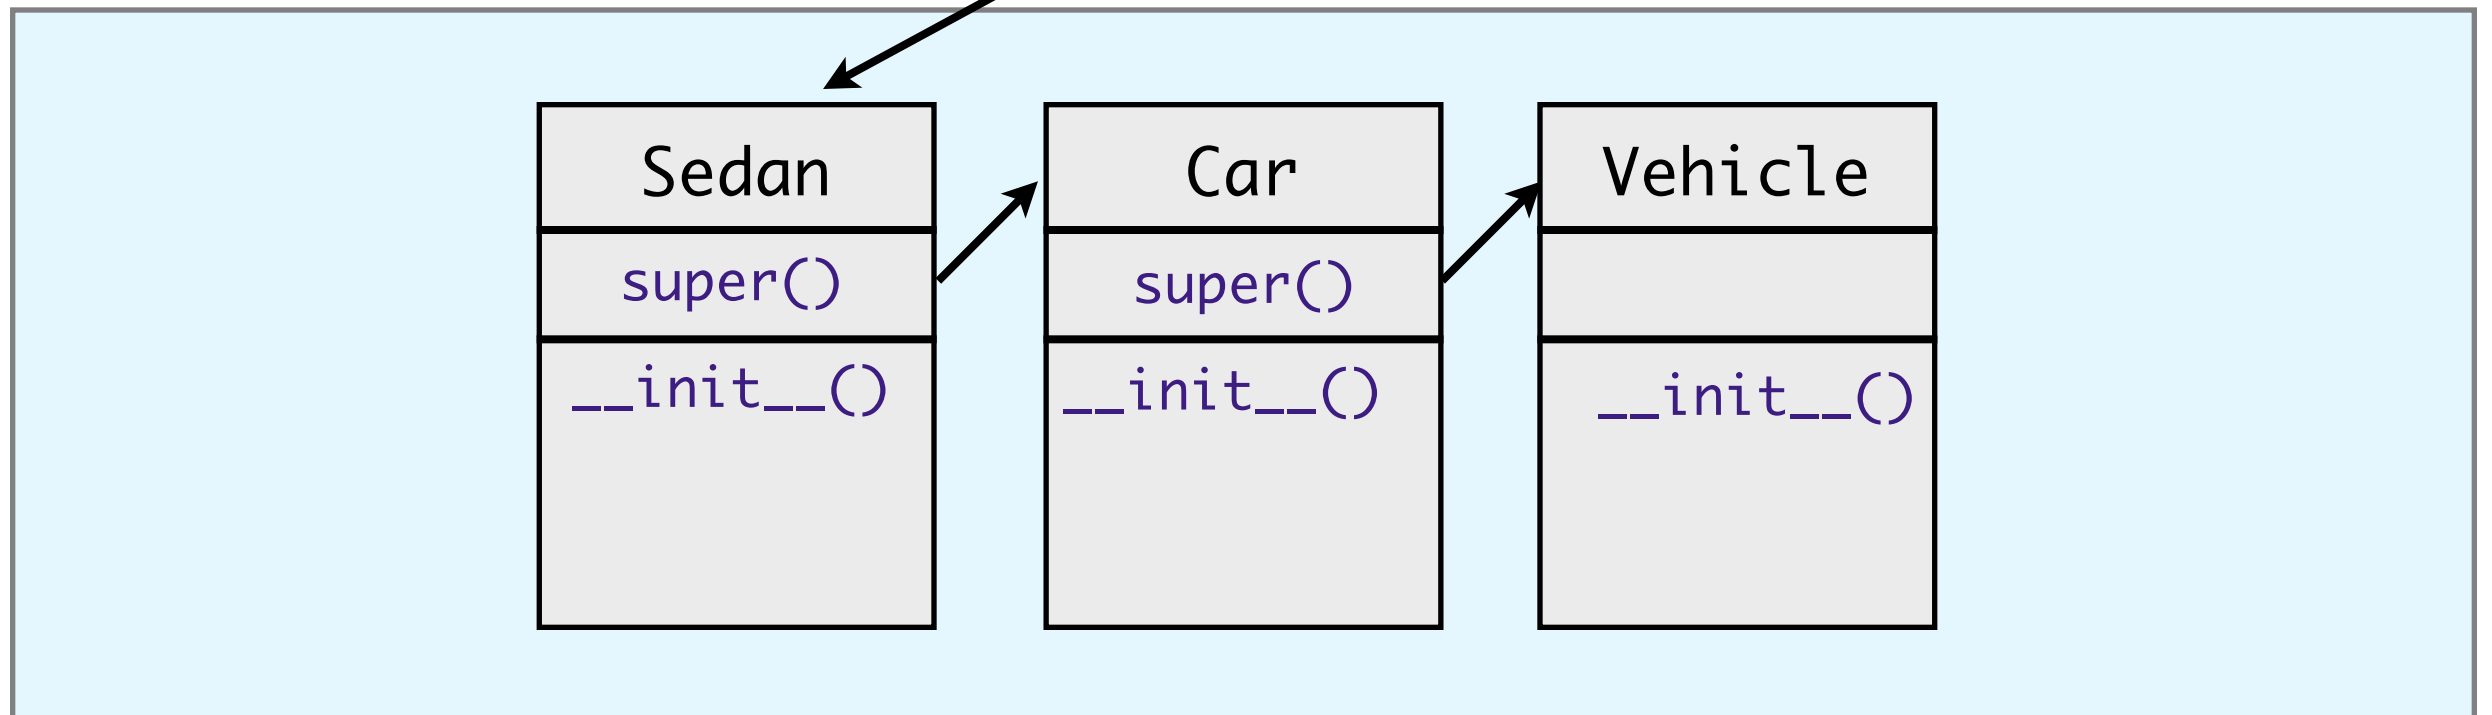 Sedan
super()
__init__()
Car
super()
__init__()
Vehicle
__init__()